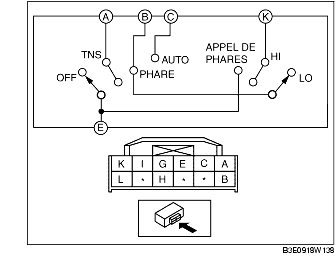 A B C K
TNS
AUTO
APPEL DE
PHARES
HI
OFF
PHARE
LO
E
K I G E C A
L * H * * B
B3E0918W138